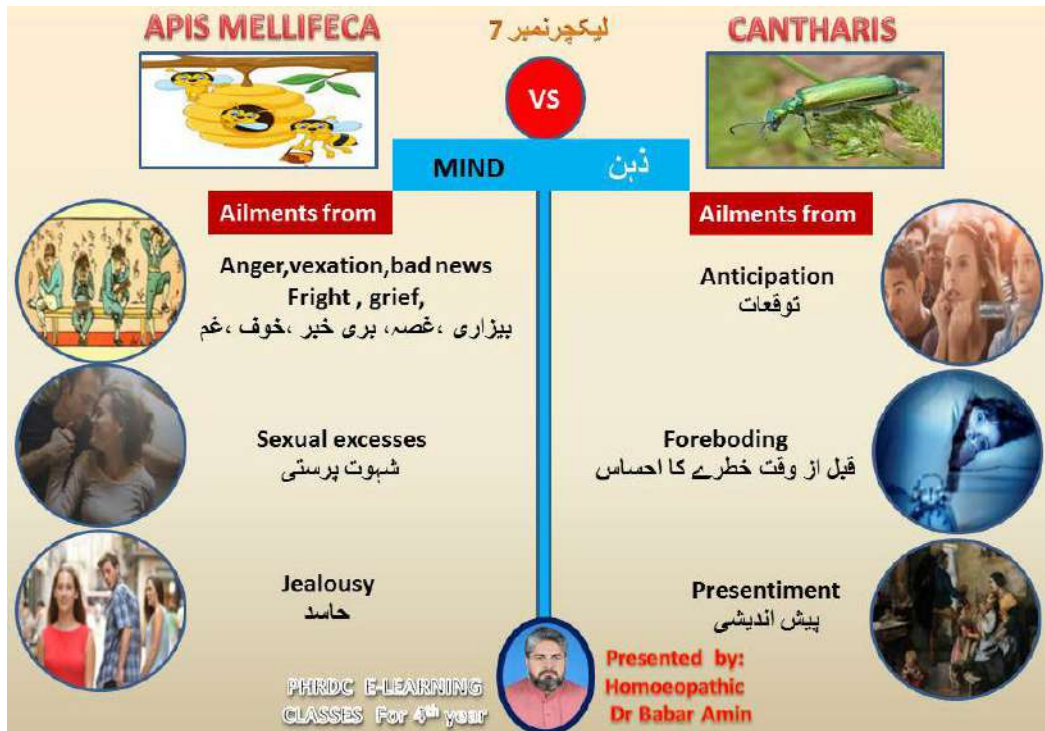 APIS MELLIFECA
لیکچرنمبر 7
CANTHARIS
VS
MIND
ذہن
Ailments from
Anger,vexation,bad news
Fright , grief,
بیزاری ،غصہ، بری خبر ،خوف ،غم
Sexual excesses
شہوت پرستی
Jealousy
حاسد
Ailments from
Anticipation
توقعات
Foreboding
قبل از وقت خطرے کا احساس
Presentiment
پیش اندیشی
PHRDC E-LEARNING
CLASSES For 4th year
Presented by:
Homoeopathic
Dr Babar Amin